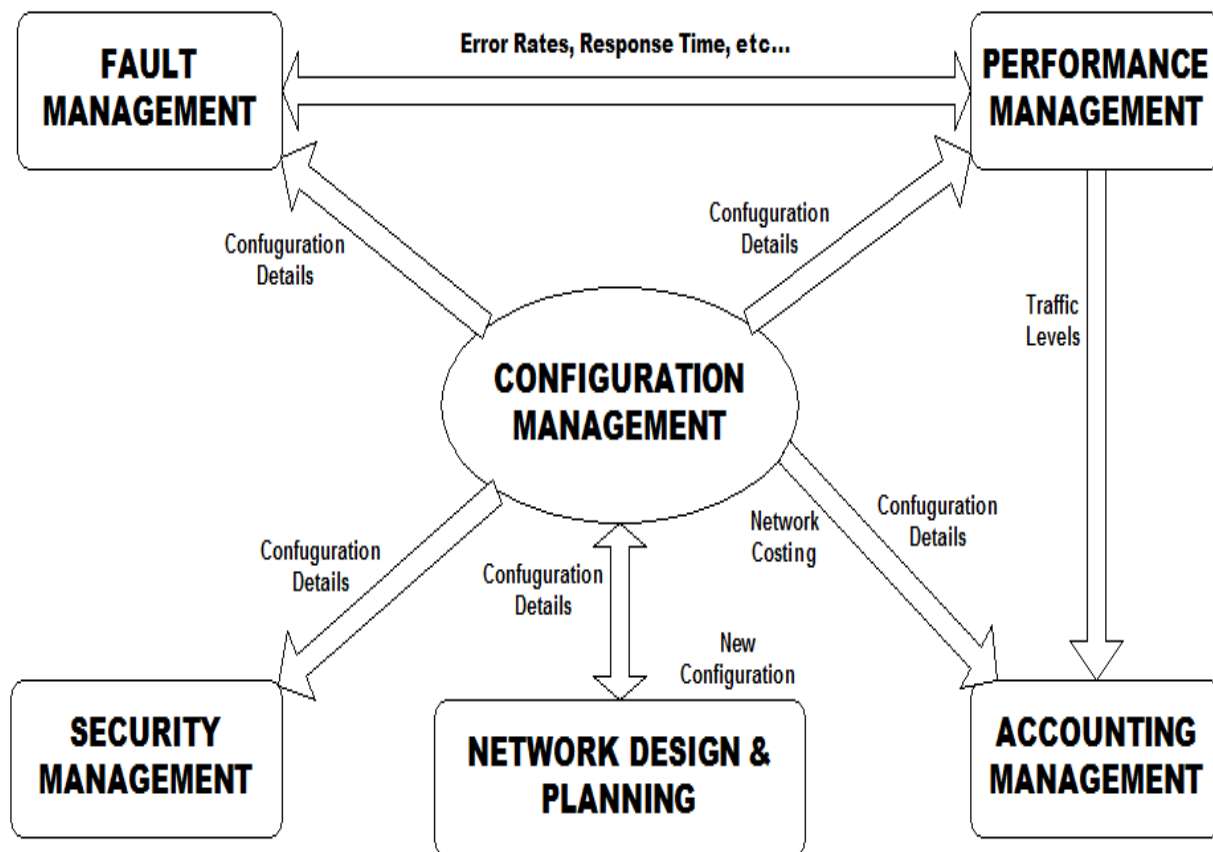 FAULT
MANAGEMENT
Error Rates, Response Time, etc...
PERFORMANCE
MANAGEMENT
Confuguration
Details
Confuguration
Details
Traffic
Levels
CONFIGURATION
MANAGEMENT
Confuguration
Details
Confuguration
Details
Network
Costing
Confuguration
Details
New
Configuration
SECURITY
MANAGEMENT
NETWORK DESIGN &
PLANNING
ACCOUNTING
MANAGEMENT